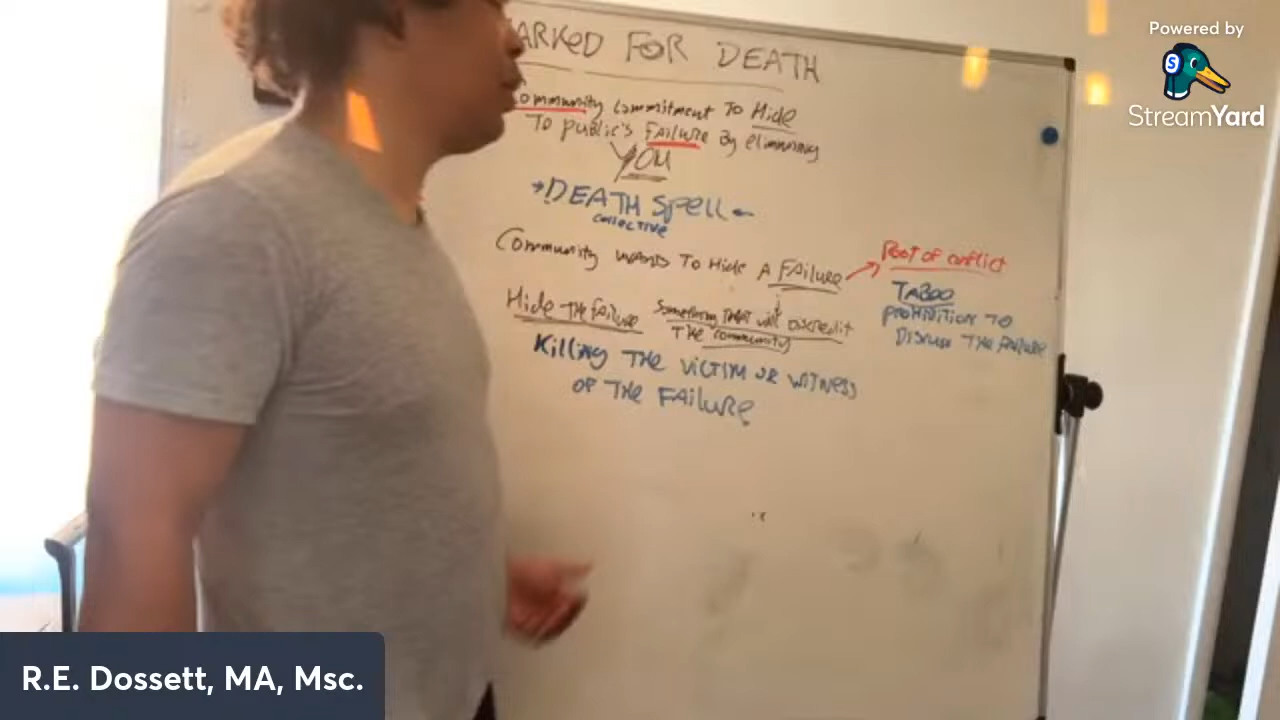 ARKED FOR DEATH
ommunity commitment To Hide
To public's FAILURE By elimining
YOU
DEATH Spell
collective
Community wants To Hide A FAILURE
Root of conflict
TABOO
PROHIBITION TO
Discuss THE FAILURE
Hide THE FAILURE
Something THAT will Discredit
THE community
Killing THE VICTIM OR WITNESS
OF THE FAILURE
Powered by
StreamYard
R.E. Dossett, MA, Msc.